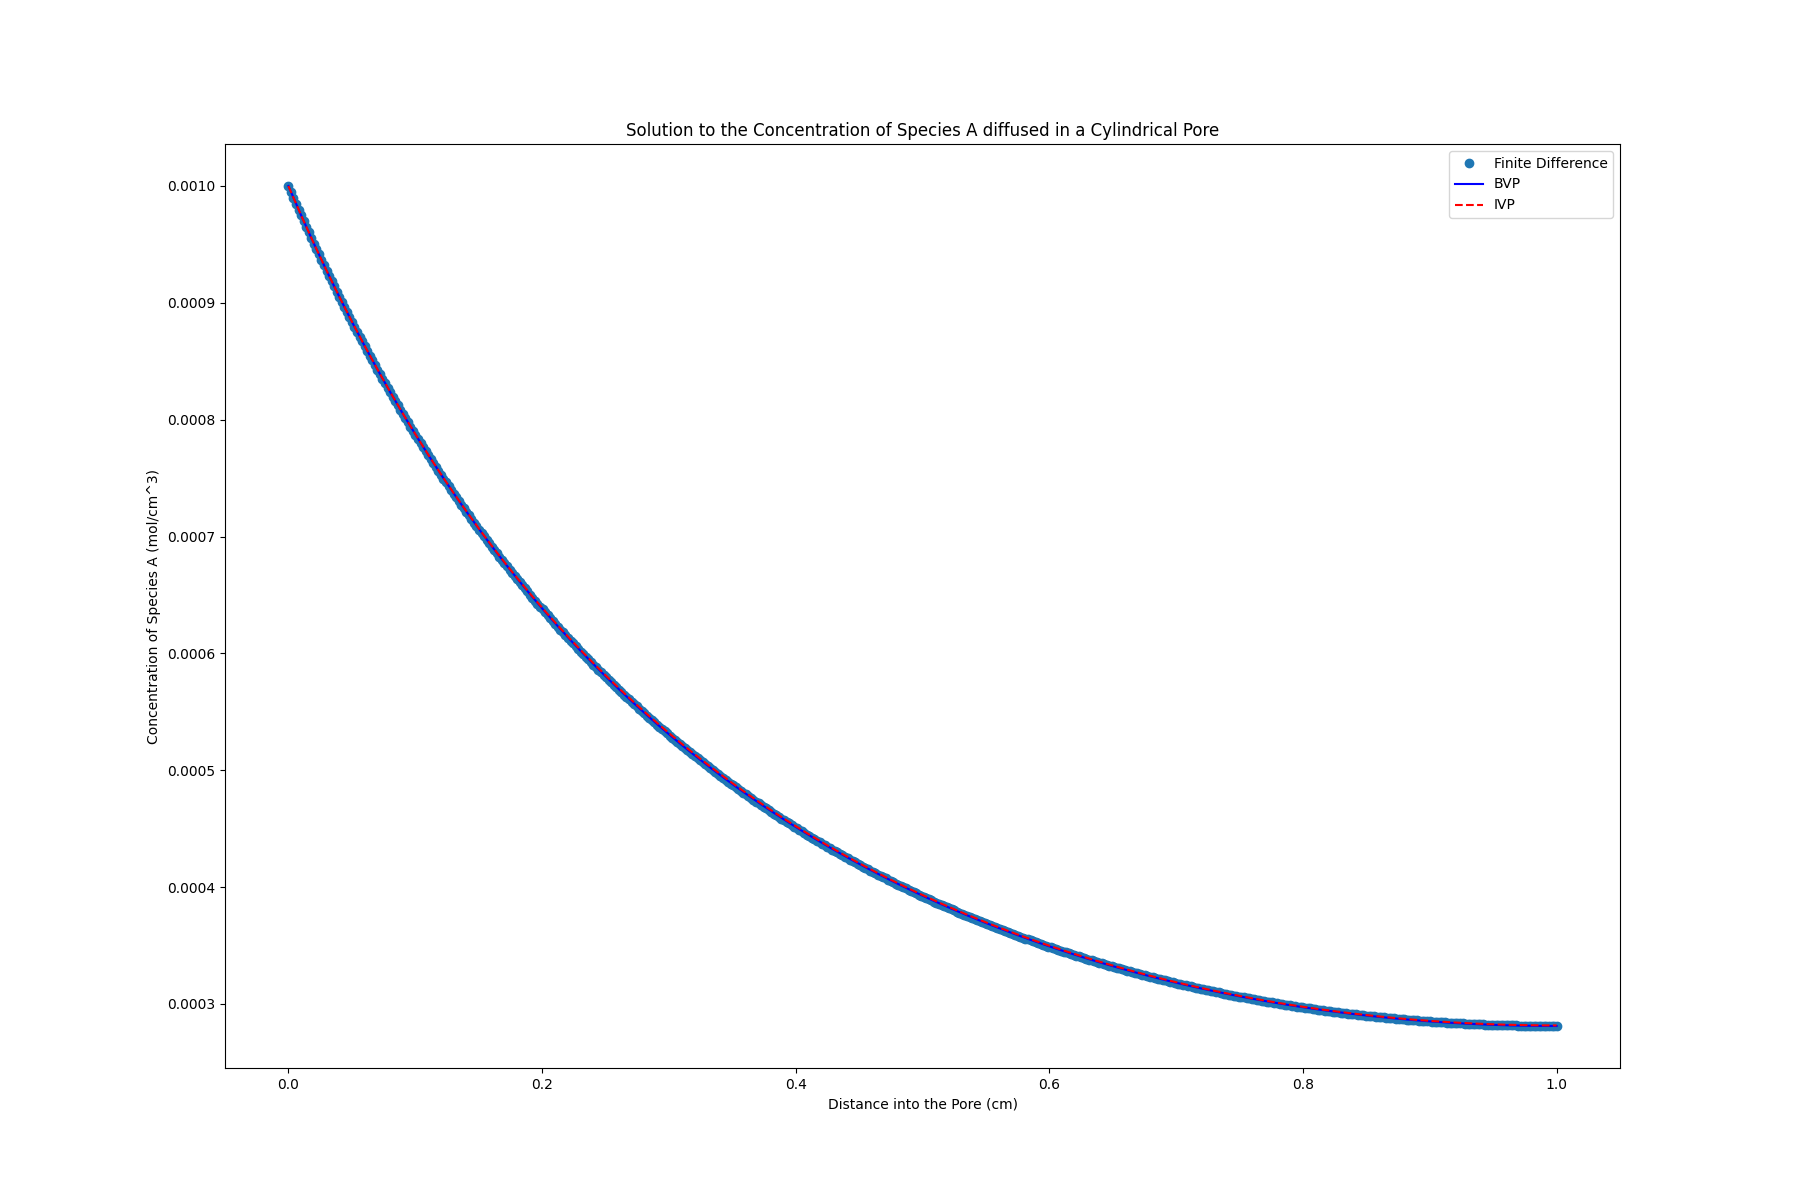 Solution to the Concentration of Species A diffused in a Cylindrical Pore
Finite Difference
BVP
IVP
0.0010
0.0009
0.0008
0.0007
0.0006
0.0005
0.0004
0.0003
Concentration of Species A (mol/cm^3)
0.0 0.2 0.4 0.6 0.8 1.0
Distance into the Pore (cm)